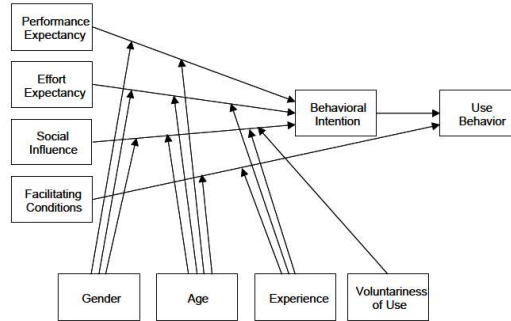 Performance
Expectancy
Effort
Expectancy
Social
Influence
Facilitating
Conditions
Behavioral
Intention
Use
Behavior
Gender
Age
Experience
Voluntariness
of Use